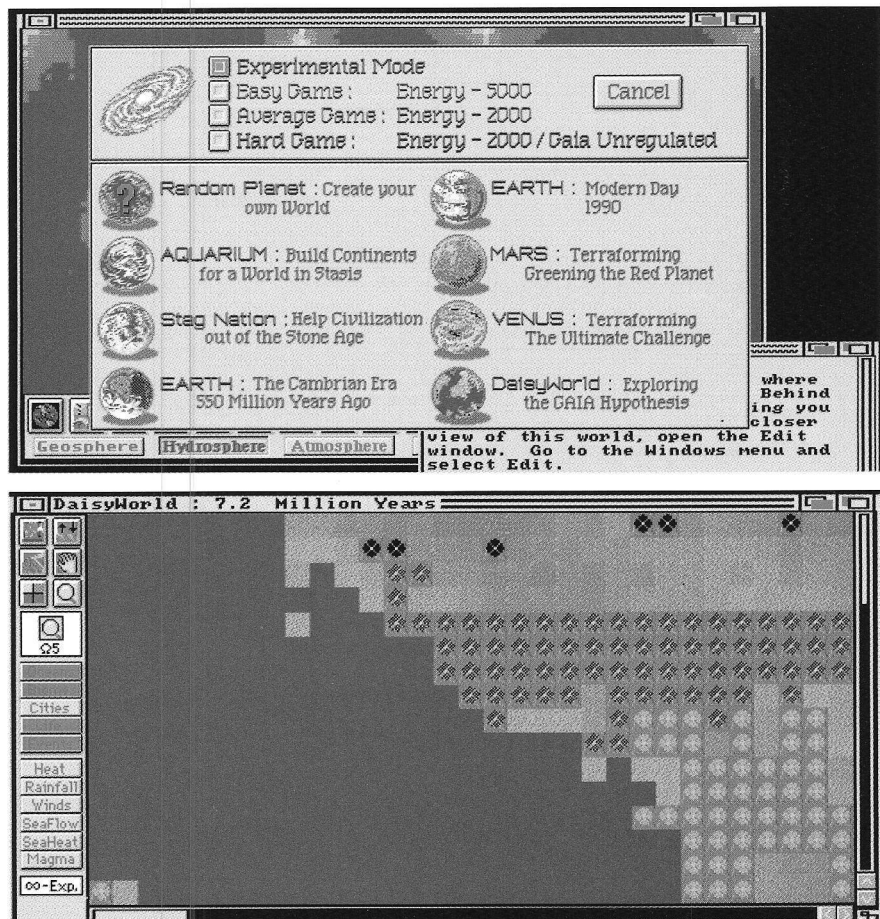 Experimental Mode
Easy Game : Energy - 5000
Average Game : Energy - 2000
Hard Game : Energy - 2000 / Gaia Unregulated
Cancel
Random Planet : Create your
own World
AQUARIUM : Build Continents
for a World in Stasis
Stag Nation : Help Civilization
out of the Stone Age
EARTH : The Cambrian Era
550 Million Years Ago
EARTH : Modern Day
1990
MARS : Terraforming
Greening the Red Planet
VENUS : Terraforming
The Ultimate Challenge
DaisyWorld : Exploring
the GAIA Hypothesis
Geosphere Hydrosphere Atmosphere
where
Behind
ing you
closer
view of this world, open the Edit
window. Go to the Windows menu and
select Edit.
DaisyWorld : 7.2 Million Years
Ω5
Cities
Heat
Rainfall
Winds
SeaFlow
SeaHeat
Magma
∞-Exp.